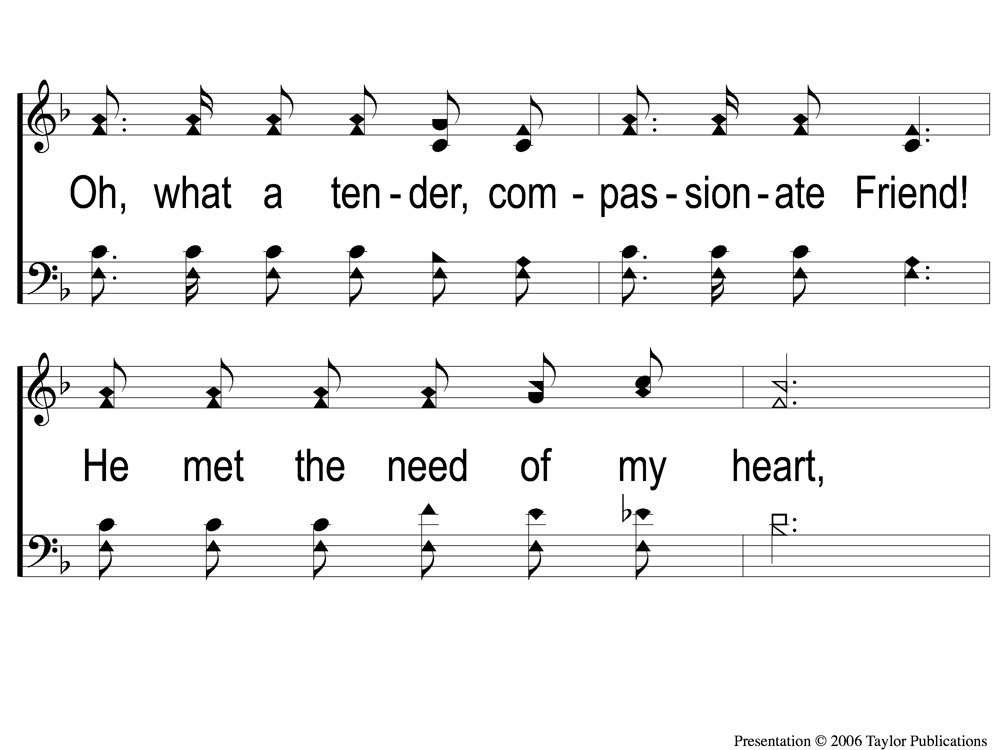 Oh, what a ten - der, com - pas - sion - ate Friend!
He met the need of my heart,
Presentation © 2006 Taylor Publications